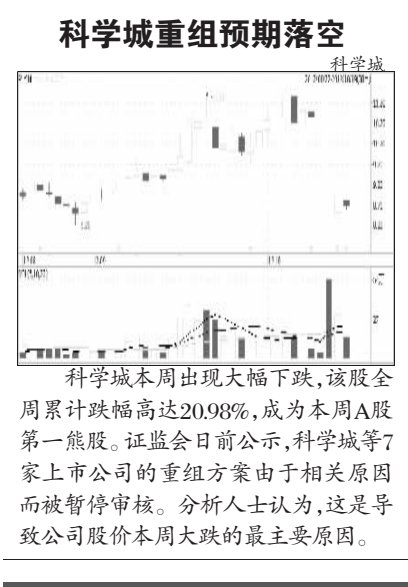 科学城重组预期落空
科学城
科学城本周出现大幅下跌,该股全
周累计跌幅高达20.98%,成为本周A股
第一熊股。证监会日前公示,科学城等7
家上市公司的重组方案由于相关原因
而被暂停审核。分析人士认为,这是导
致公司股价本周大跌的最主要原因。